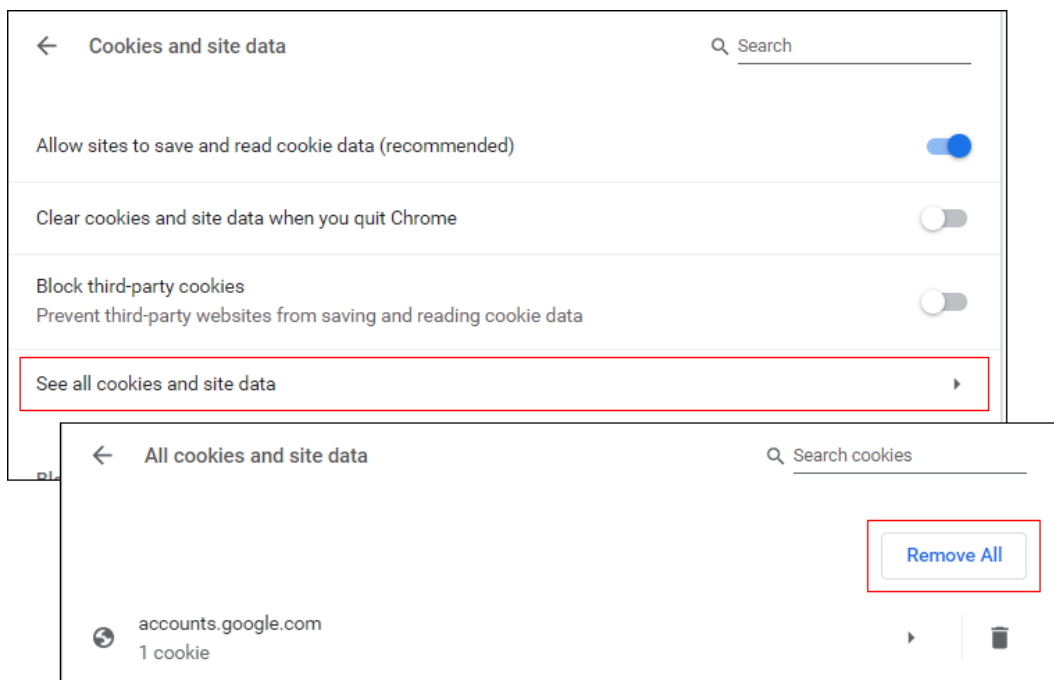 Cookies and site data
Search
Allow sites to save and read cookie data (recommended)
Clear cookies and site data when you quit Chrome
Block third-party cookies
Prevent third-party websites from saving and reading cookie data
See all cookies and site data
All cookies and site data
Search cookies
Remove All
accounts.google.com
1 cookie